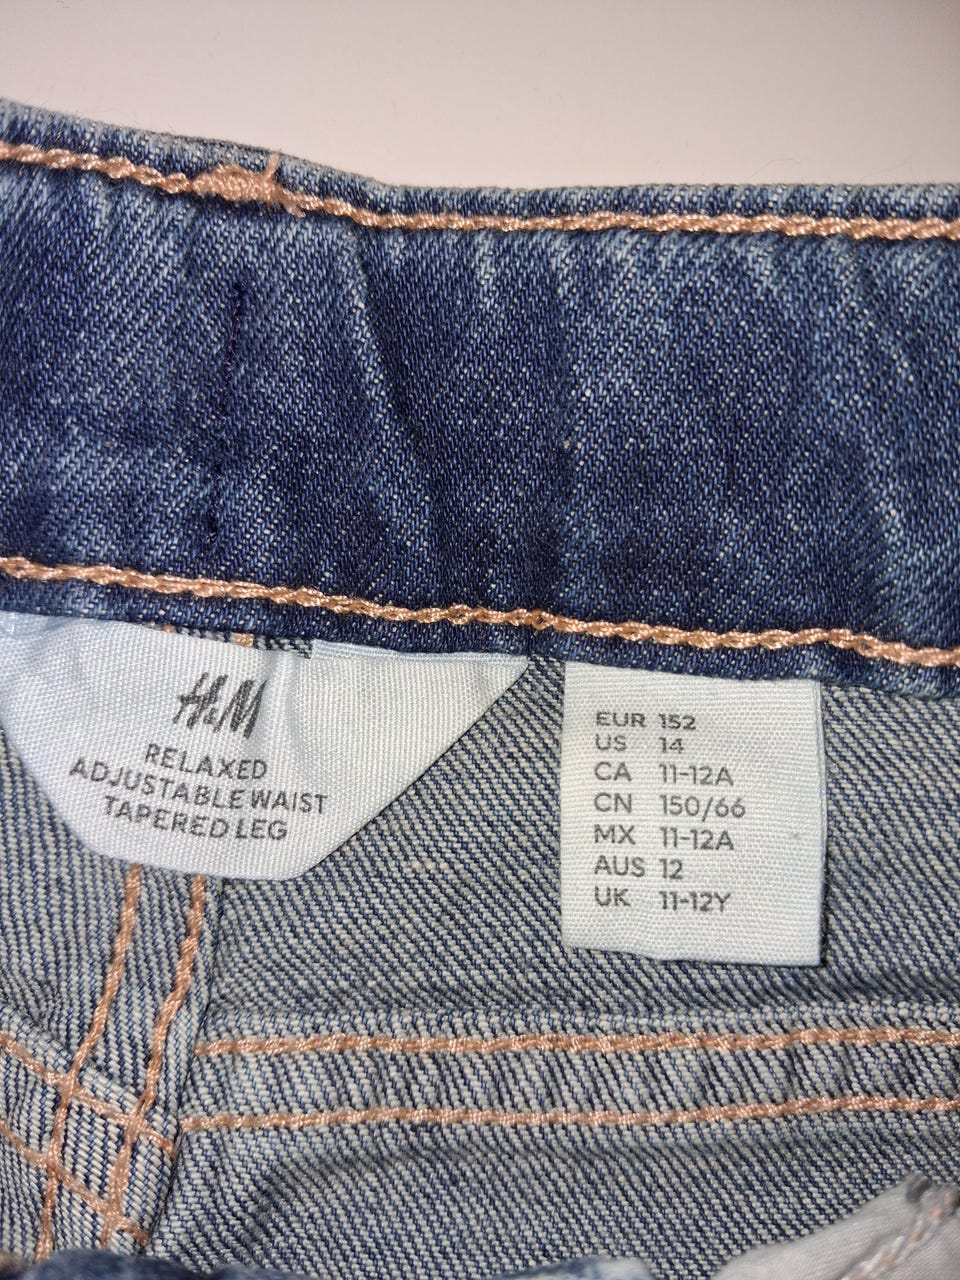 H&M
RELAXED
ADJUSTABLE WAIST
TAPERED LEG
EUR 152
US 14
CA 11-12A
CN 150/66
MX 11-12A
AUS 12
UK 11-12Y